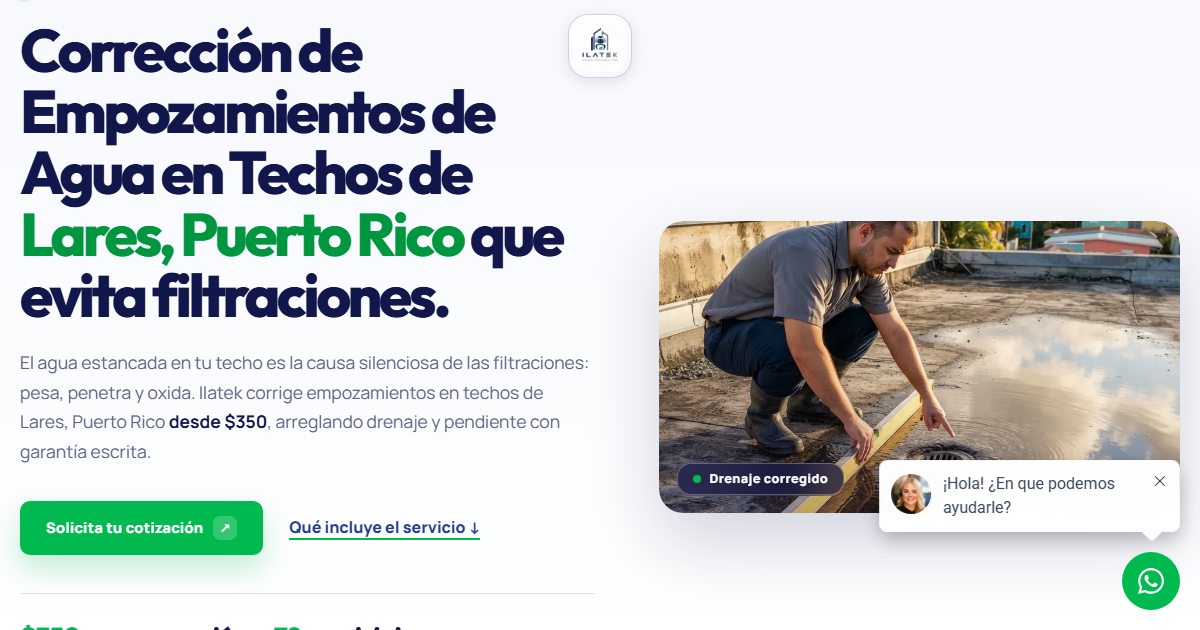 Corrección de
Empozamientos de
Agua en Techos de
Lares, Puerto Rico que
evita filtraciones.
ILATEK
El agua estancada en tu techo es la causa silenciosa de las filtraciones:
pesa, penetra y oxida. Ilatek corrige empozamientos en techos de
Lares, Puerto Rico desde $350, arreglando drenaje y pendiente con
garantía escrita.
Solicita tu cotización ↗
Qué incluye el servicio ↓
Drenaje corregido
¡Hola! ¿En que podemos
ayudarle?